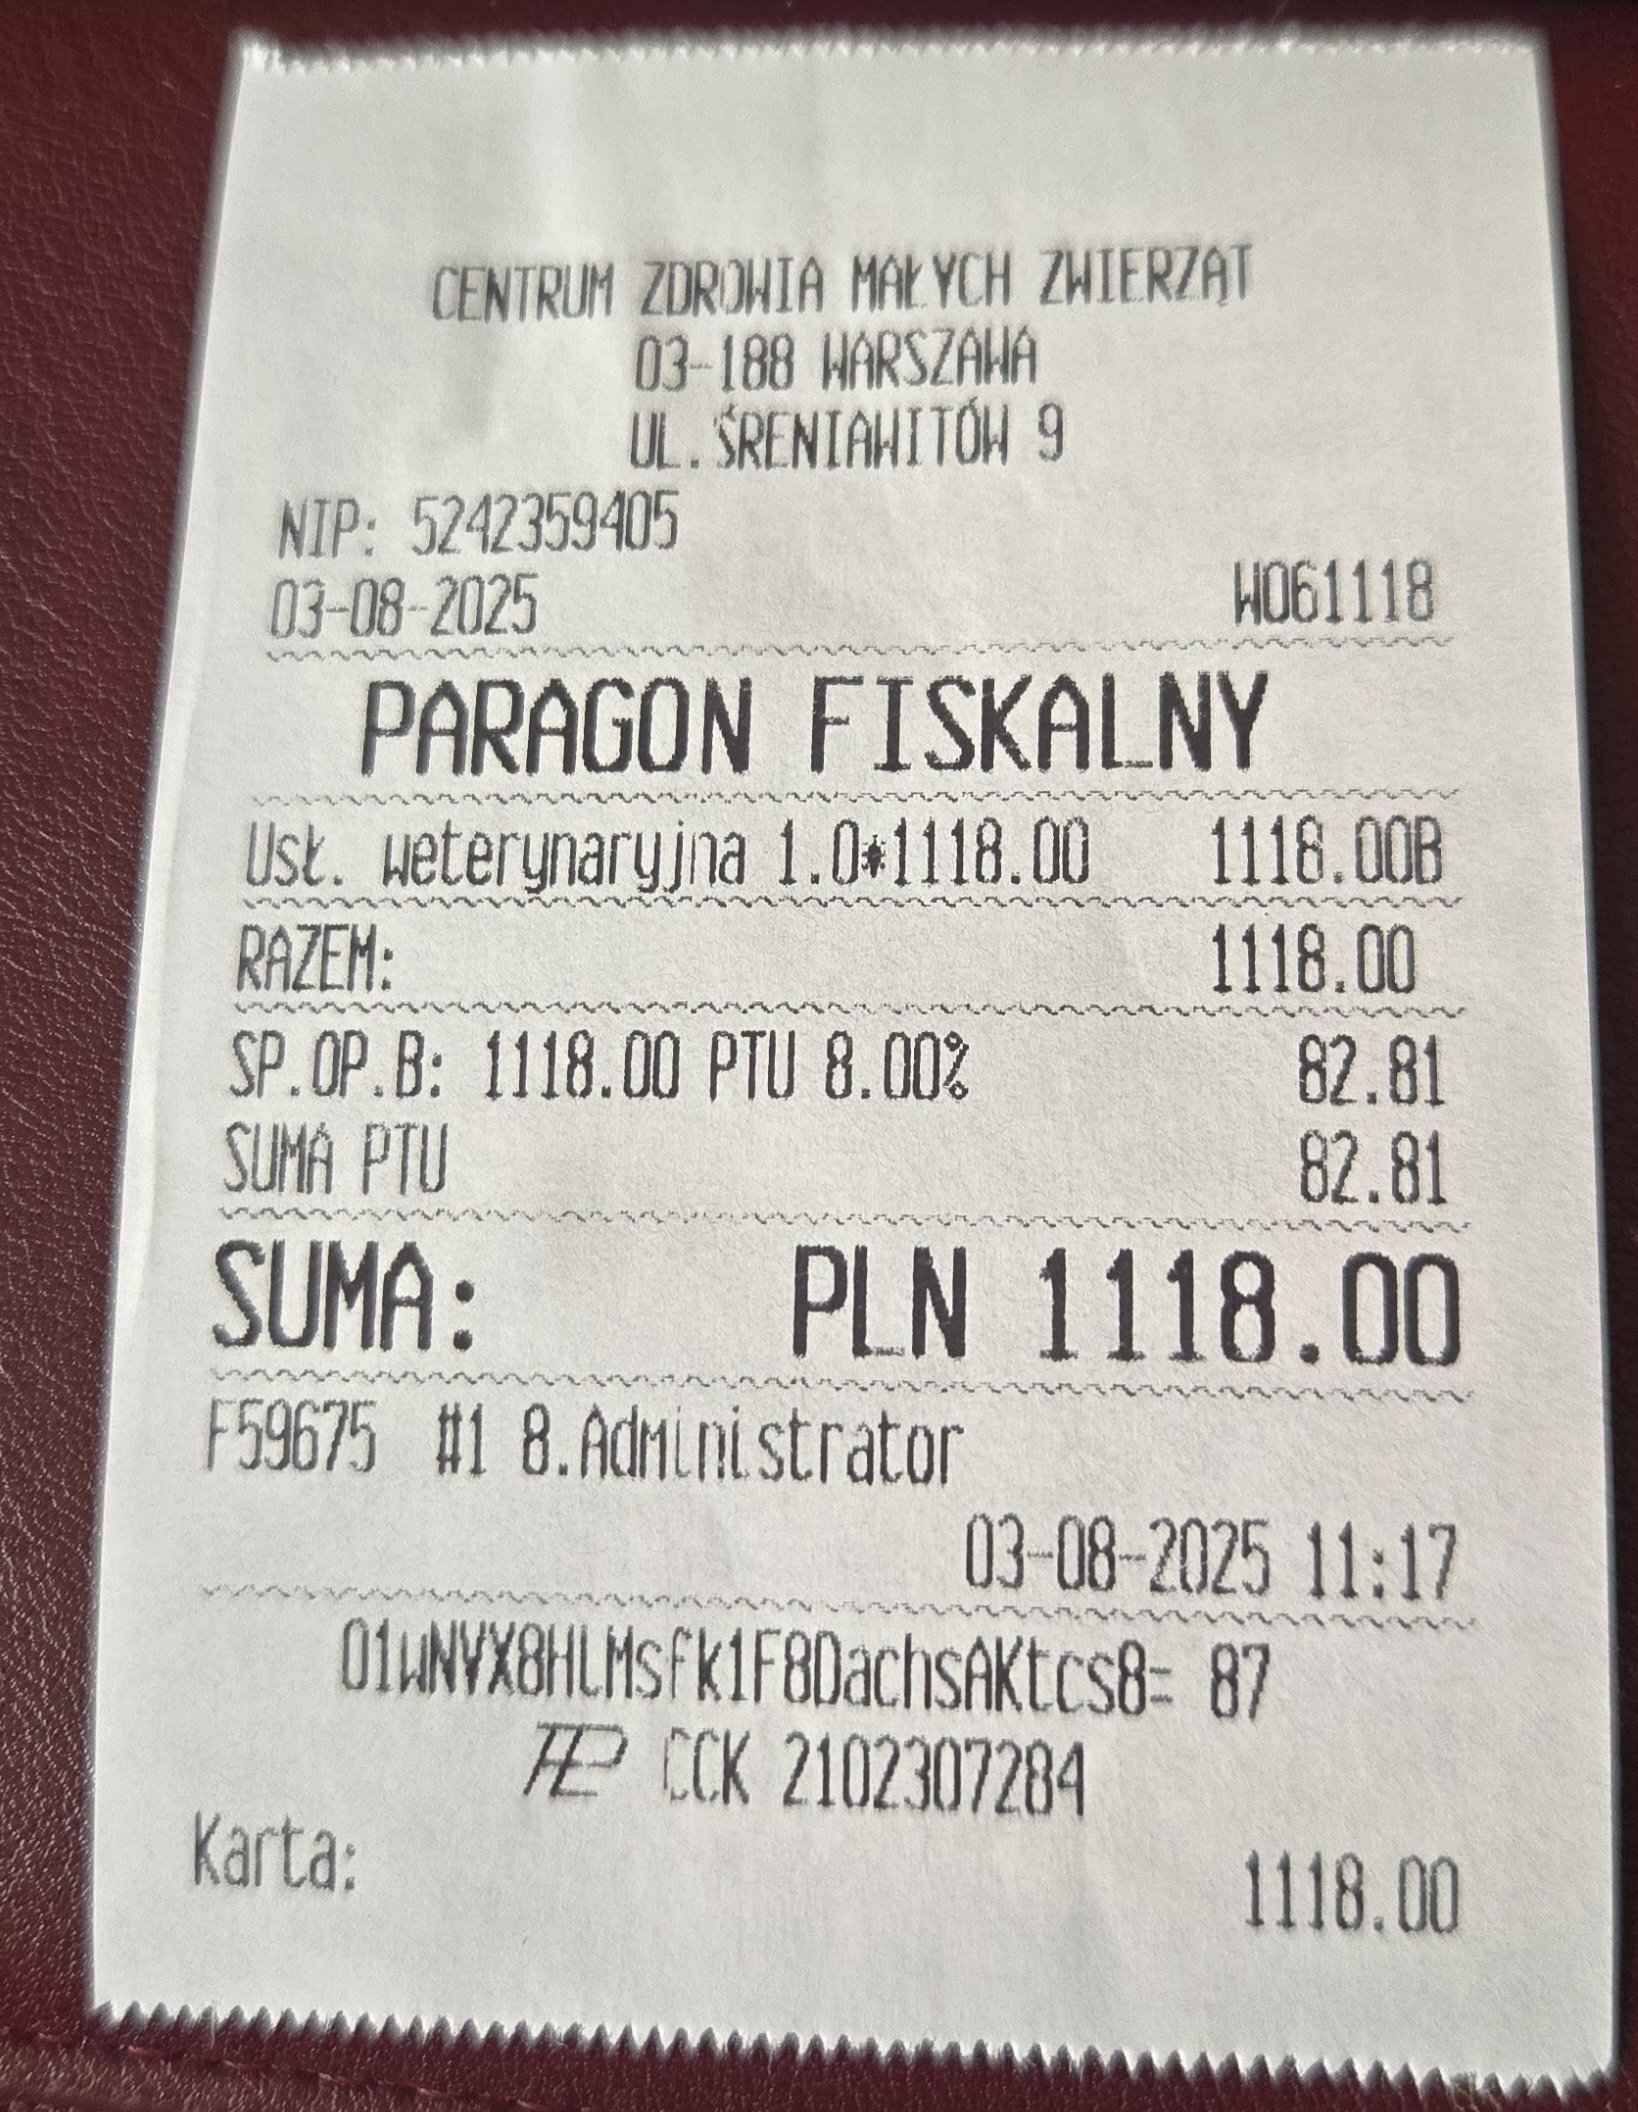 CENTRUM ZDROWIA MAŁYCH ZWIERZĄT
03-188 WARSZAWA
UL.ŚRENIAWITÓW 9
NIP: 5242359405
03-08-2025 W061118
PARAGON FISKALNY
Usł. weterynaryjna 1.0*1118.00 1118.00B
RAZEM: 1118.00
SP.OP.B: 1118.00 PTU 8.00% 82.81
SUMA PTU 82.81
SUMA: PLN 1118.00
F59675 #1 8.Administrator
03-08-2025 11:17
01wNVX8HLMsfk1F8DachsAKtcs8= 87
CCK 2102307284
Karta: 1118.00